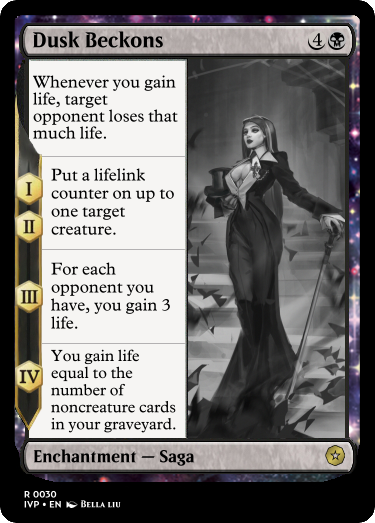 Dusk Beckons 4
Whenever you gain
life, target
opponent loses that
much life.
I
II
Put a lifelink
counter on up to
one target
creature.
III
For each
opponent you
have, you gain 3
life.
IV
You gain life
equal to the
number of
noncreature cards
in your graveyard.
Enchantment — Saga
R 0030
IVP • EN BELLA LIU